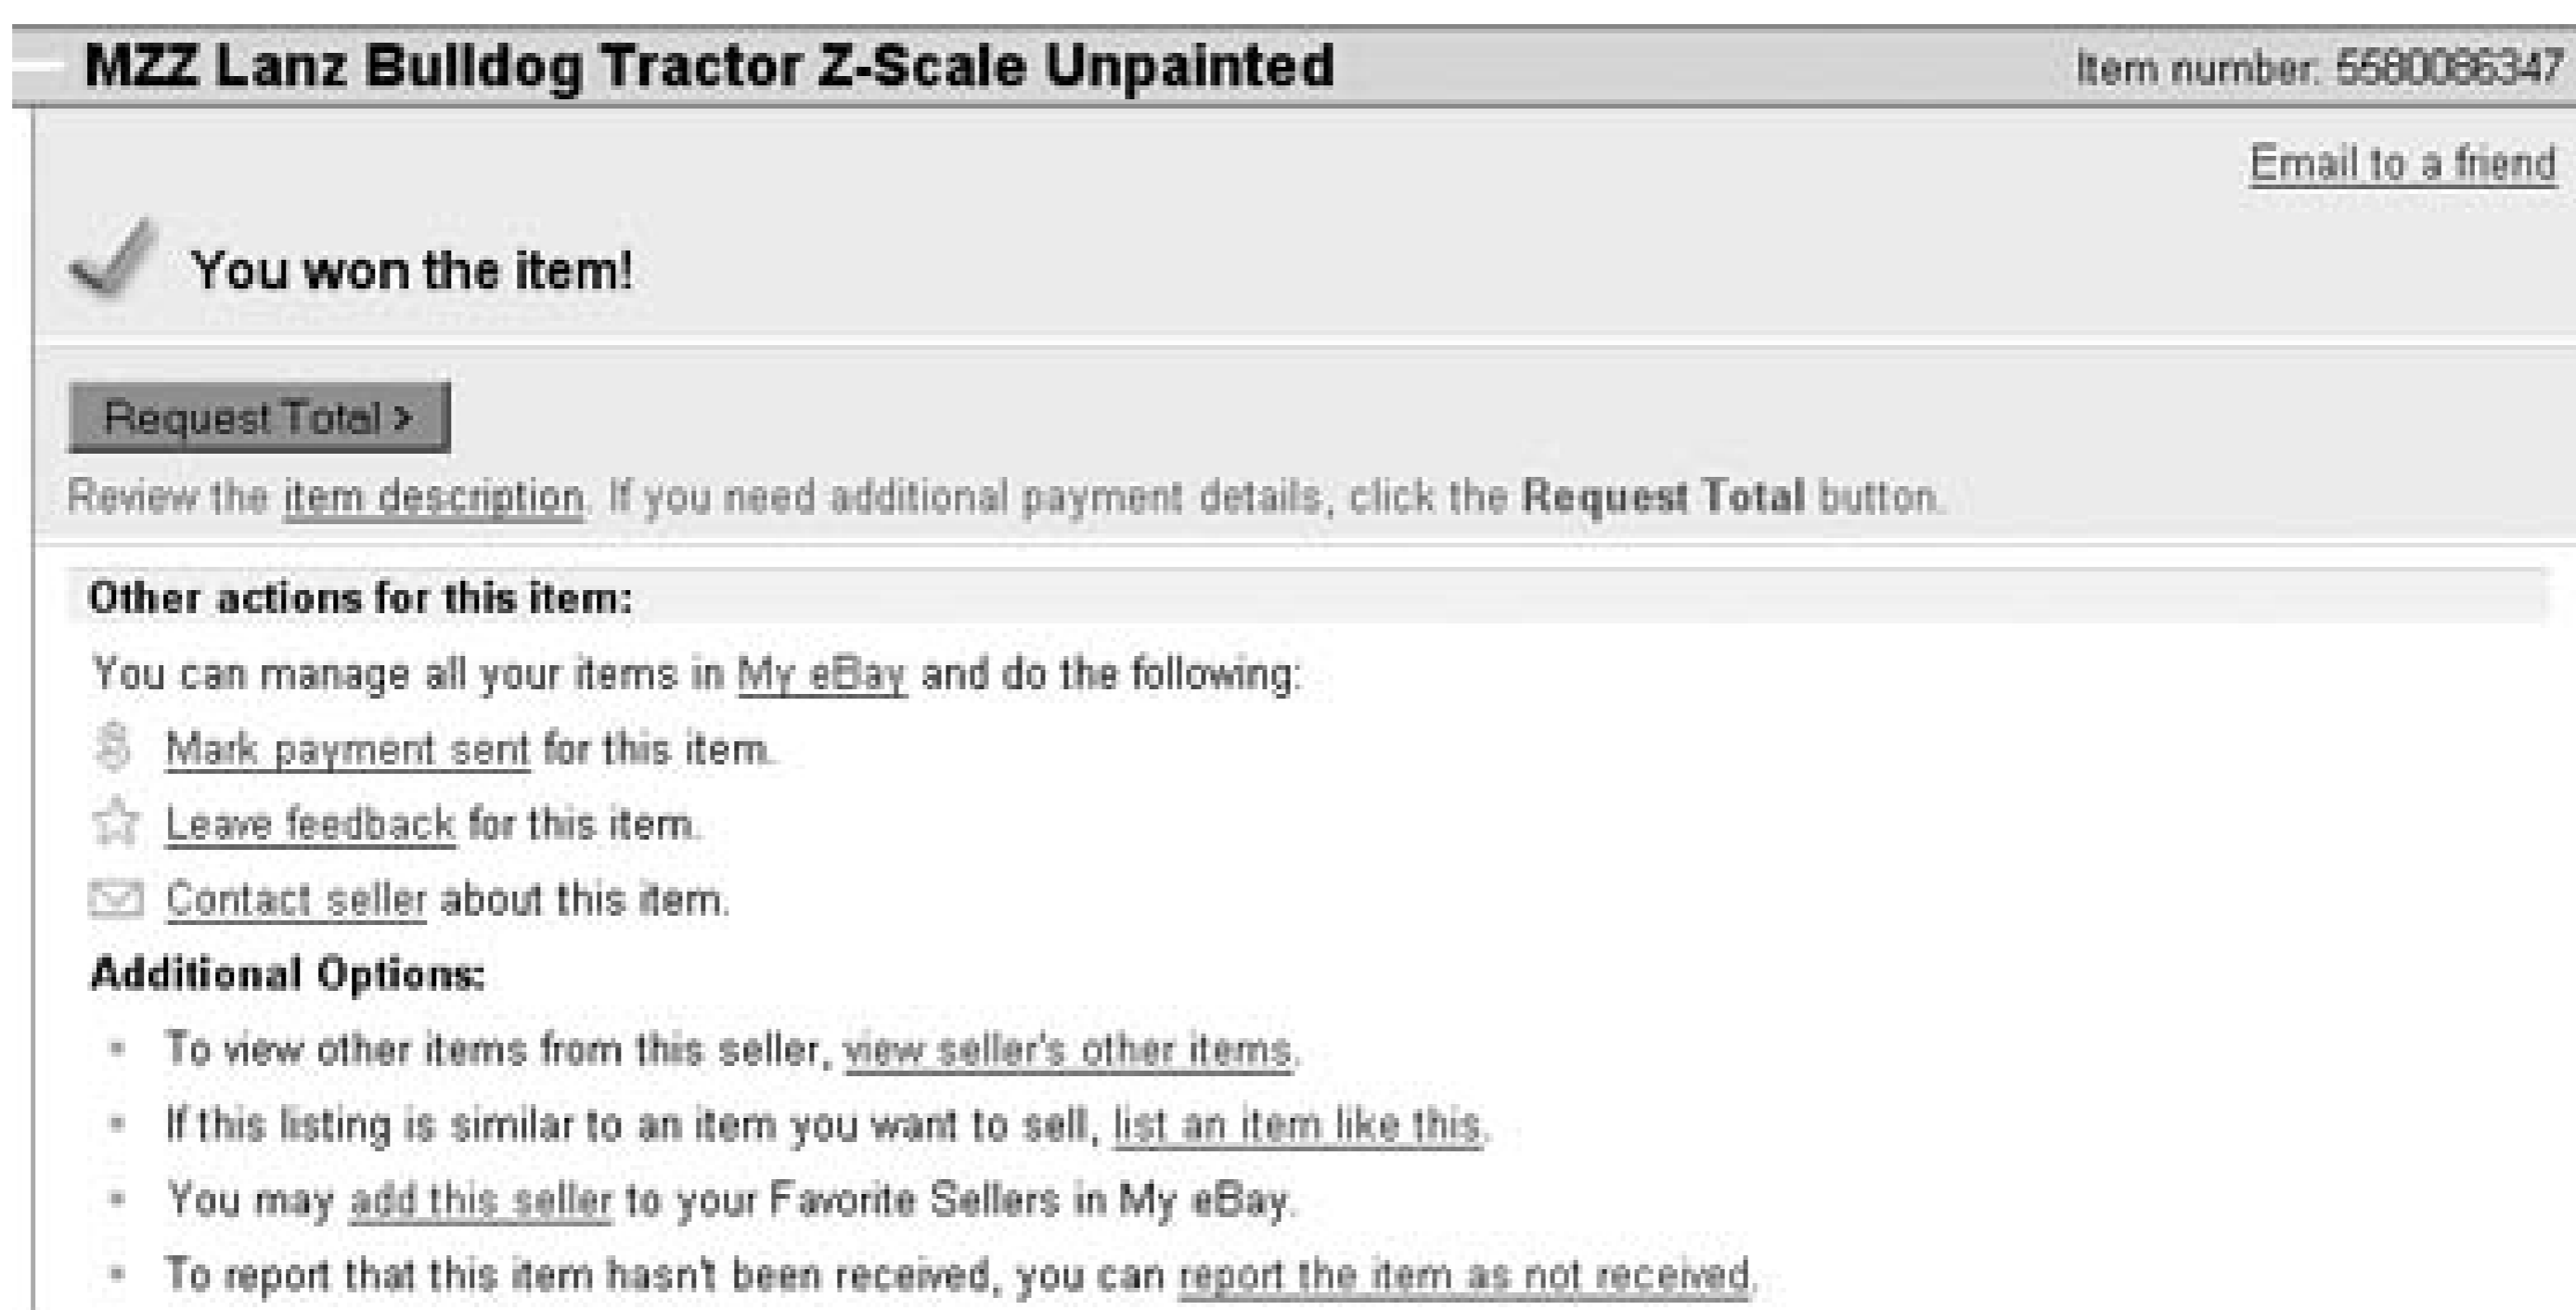 MZZ Lanz Bulldog Tractor Z-Scale Unpainted Item number: 5580086347
Email to a friend
You won the item!
Request Total >
Review the item description. If you need additional payment details, click the Request Total button.
Other actions for this item:
You can manage all your items in My eBay and do the following:
Mark payment sent for this item.
Leave feedback for this item.
Contact seller about this item.
Additional Options:
To view other items from this seller, view seller's other items.
If this listing is similar to an item you want to sell, list an item like this.
You may add this seller to your Favorite Sellers in My eBay.
To report that this item hasn't been received, you can report the item as not received.